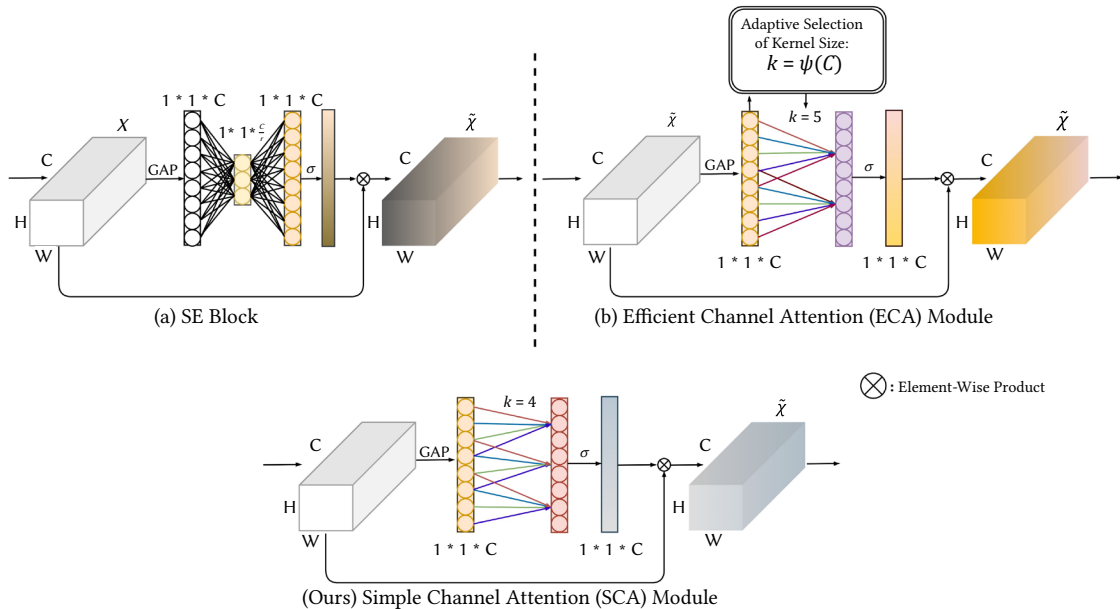 1 * 1 * C
1 * 1 * C
X
1 * 1 * C/r
C
GAP
σ
C
χ̃
H
H
W
W
(a) SE Block
Adaptive Selection
of Kernel Size:
k = ψ(C)
χ̃
k = 5
C
GAP
σ
C
χ̃
H
H
W
1 * 1 * C
1 * 1 * C
W
(b) Efficient Channel Attention (ECA) Module
⊗ : Element-Wise Product
k = 4
C
GAP
σ
C
χ̃
H
H
W
1 * 1 * C
1 * 1 * C
W
(Ours) Simple Channel Attention (SCA) Module